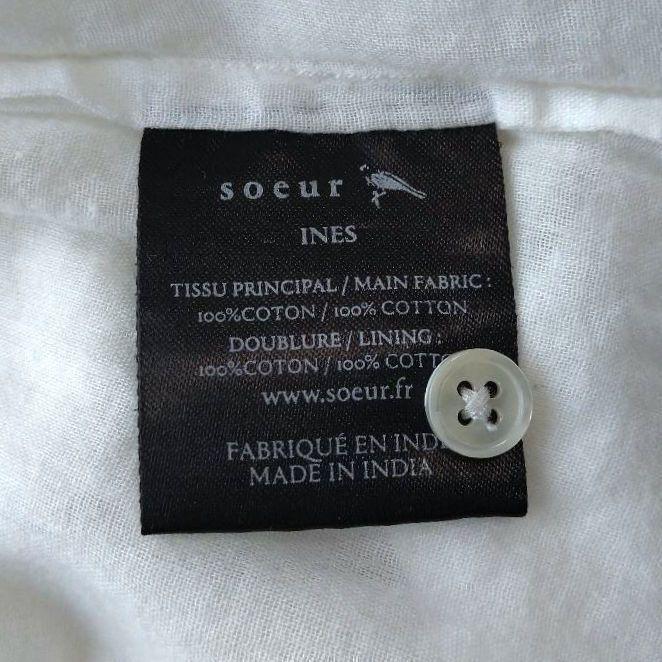 soeur
INES
TISSU PRINCIPAL / MAIN FABRIC :
100%COTON / 100% COTTON
DOUBLURE / LINING :
100%COTON / 100%
www.soeur.fr
FABRIQUÉ EN
MADE IN INDIA